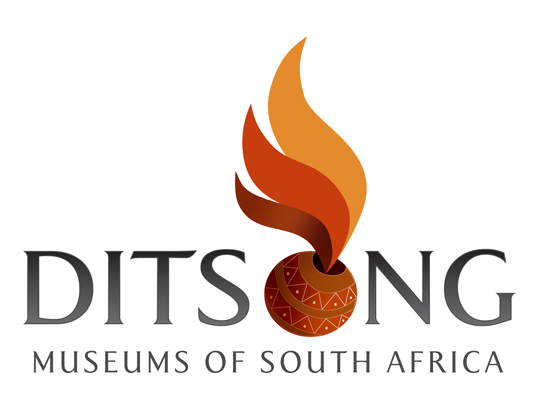 DITSONG
MUSEUMS OF SOUTH AFRICA